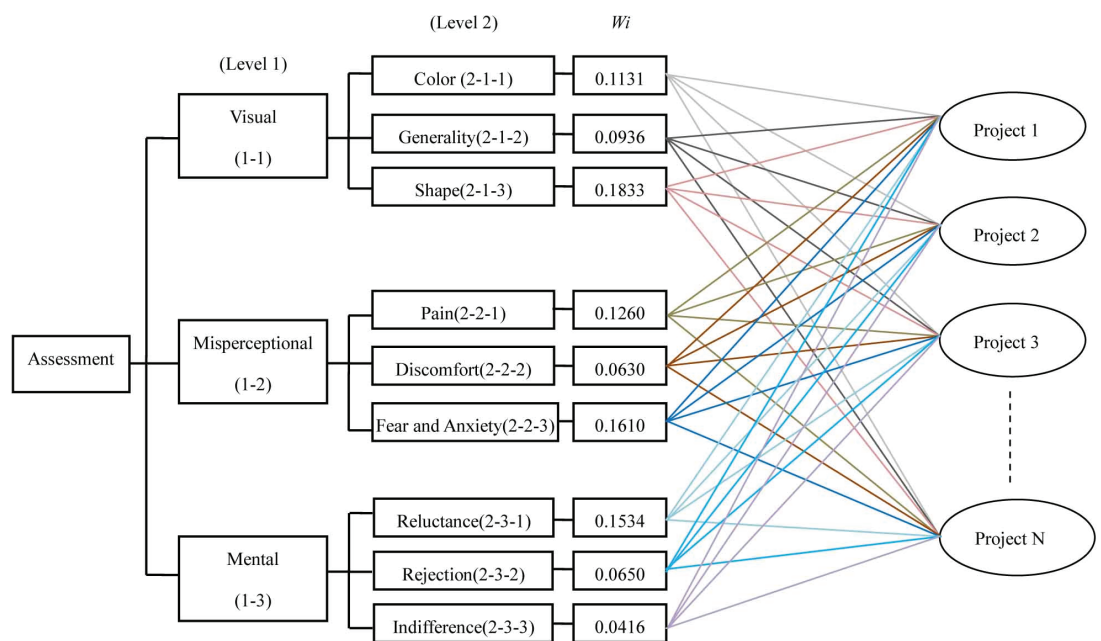 (Level 1)
(Level 2)
Wi
Assessment
Visual
(1-1)
Color (2-1-1)
0.1131
Generality(2-1-2)
0.0936
Shape(2-1-3)
0.1833
Misperceptional
(1-2)
Pain(2-2-1)
0.1260
Discomfort(2-2-2)
0.0630
Fear and Anxiety(2-2-3)
0.1610
Mental
(1-3)
Reluctance(2-3-1)
0.1534
Rejection(2-3-2)
0.0650
Indifference(2-3-3)
0.0416
Project 1
Project 2
Project 3
Project N